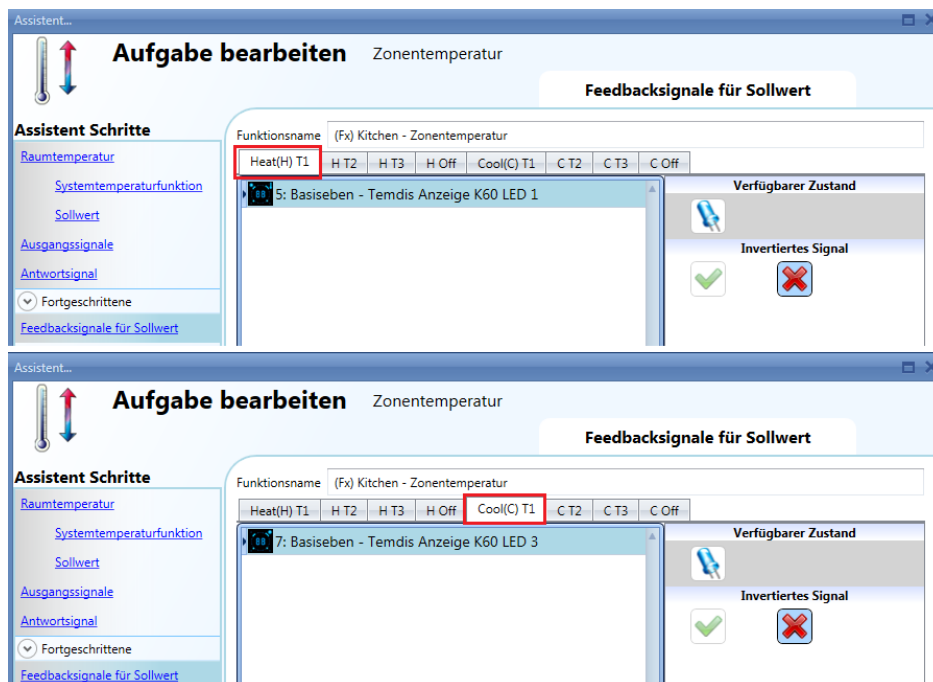 Assistent...
Aufgabe bearbeiten Zonentemperatur
Feedbacksignale für Sollwert
Assistent Schritte
Raumtemperatur
Systemtemperaturfunktion
Sollwert
Ausgangssignale
Antwortsignal
Fortgeschrittene
Feedbacksignale für Sollwert
Funktionsname (Fx) Kitchen - Zonentemperatur
Heat(H) T1 H T2 H T3 H Off Cool(C) T1 C T2 C T3 C Off
5: Basiseben - Temdis Anzeige K60 LED 1
Verfügbarer Zustand
Invertiertes Signal
Assistent...
Aufgabe bearbeiten Zonentemperatur
Feedbacksignale für Sollwert
Assistent Schritte
Raumtemperatur
Systemtemperaturfunktion
Sollwert
Ausgangssignale
Antwortsignal
Fortgeschrittene
Feedbacksignale für Sollwert
Funktionsname (Fx) Kitchen - Zonentemperatur
Heat(H) T1 H T2 H T3 H Off Cool(C) T1 C T2 C T3 C Off
7: Basiseben - Temdis Anzeige K60 LED 3
Verfügbarer Zustand
Invertiertes Signal